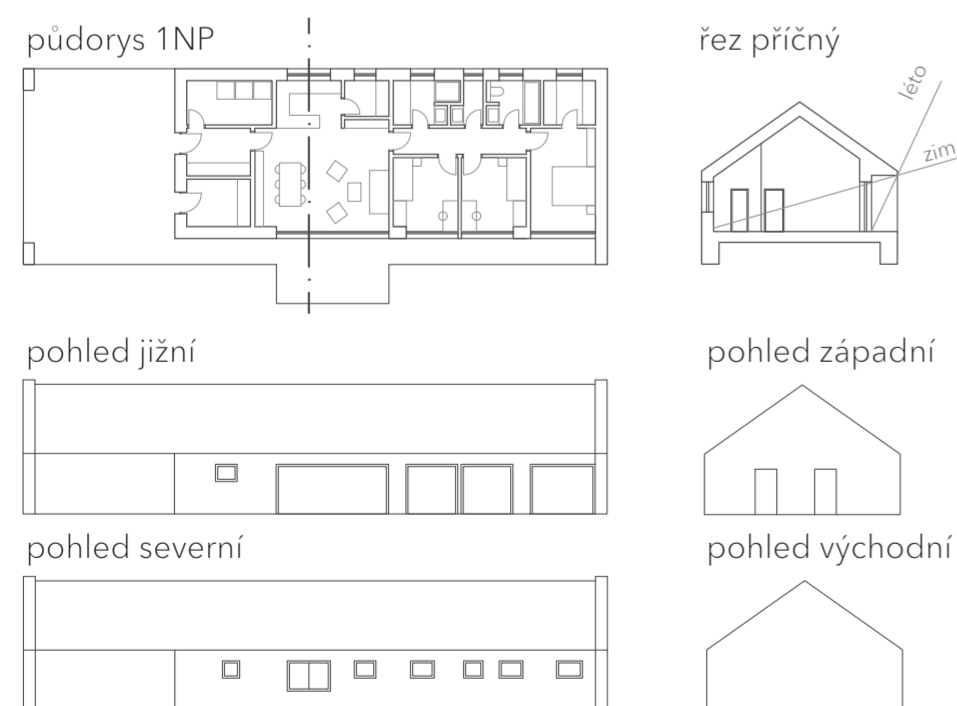 půdorys 1NP
řez příčný
léto
zim
pohled jižní
pohled západní
pohled severní
pohled východní